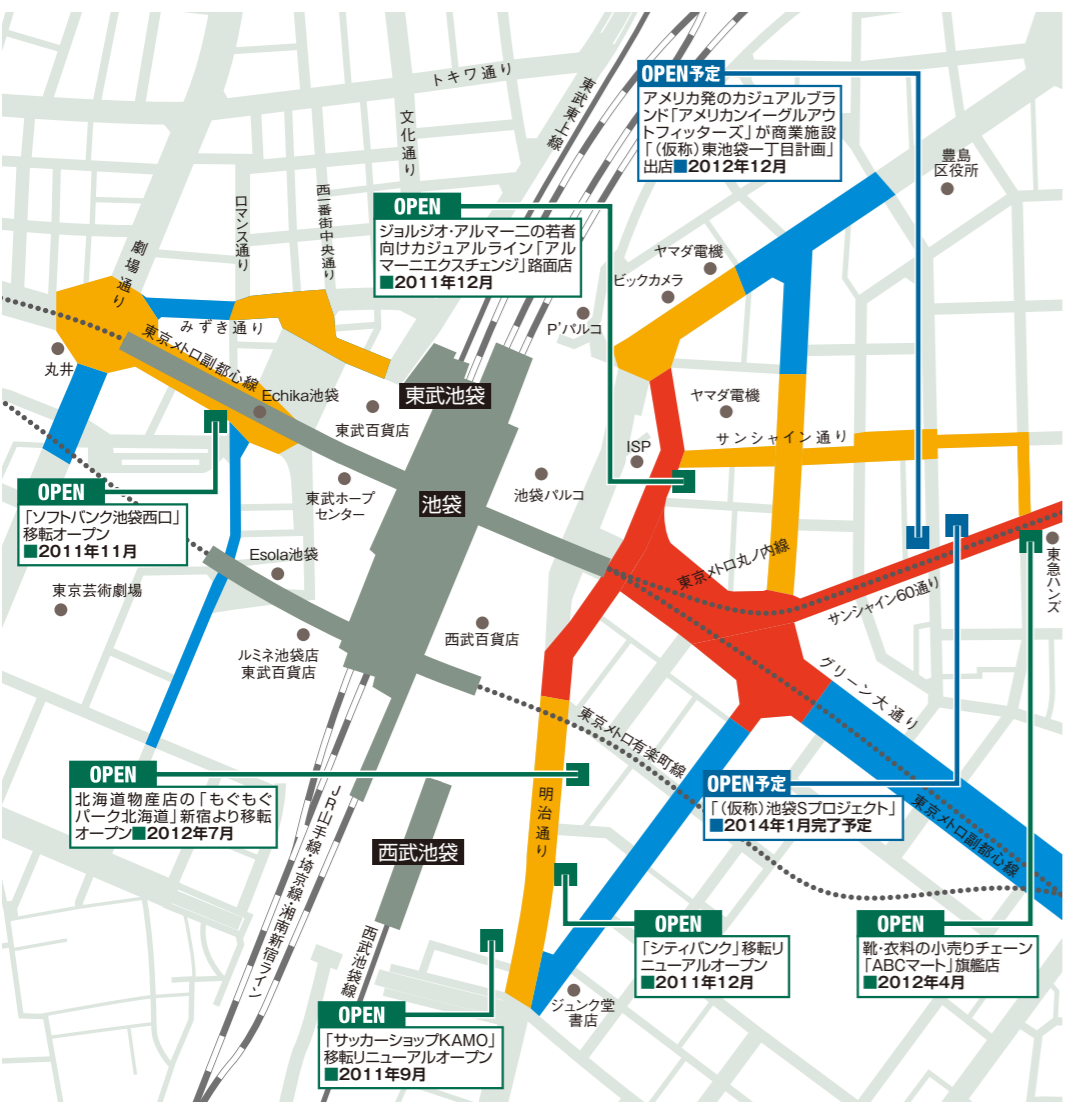 トキワ通り
東武東上線
文化通り
西一番街中央通り
ロマンス通り
劇場通り
OPEN予定
アメリカ発のカジュアルブラ
ンド「アメリカンイーグルアウ
トフィッターズ」が商業施設
「(仮称)東池袋一丁目計画」
出店■2012年12月
豊島
区役所
OPEN
ジョルジオ・アルマーニの若者
向けカジュアルライン「アル
マーニエクスチェンジ」路面店
■2011年12月
ヤマダ電機
ビックカメラ
P'パルコ
みずき通り
東京メトロ副都心線
丸井
Echika池袋
東武百貨店
東武池袋
ヤマダ電機
サンシャイン通り
ISP
OPEN
「ソフトバンク池袋西口」
移転オープン
■2011年11月
東武ホープ
センター
池袋
池袋パルコ
東京メトロ丸ノ内線
東急ハンズ
サンシャイン60通り
Esola池袋
東京芸術劇場
ルミネ池袋店
東武百貨店
西武百貨店
グリーン大通り
東京メトロ有楽町線
OPEN
北海道物産店の「もぐもぐ
パーク北海道」新宿より移転
オープン■2012年7月
JR山手線・埼京線・湘南新宿ライン
明治通り
OPEN予定
「(仮称)池袋Sプロジェクト」
■2014年1月完了予定
東京メトロ副都心線
西武池袋
西武池袋線
OPEN
「シティバンク」移転リ
ニューアルオープン
■2011年12月
OPEN
靴・衣料の小売りチェーン
「ABCマート」旗艦店
■2012年4月
ジュンク堂
書店
OPEN
「サッカーショップKAMO」
移転リニューアルオープン
■2011年9月